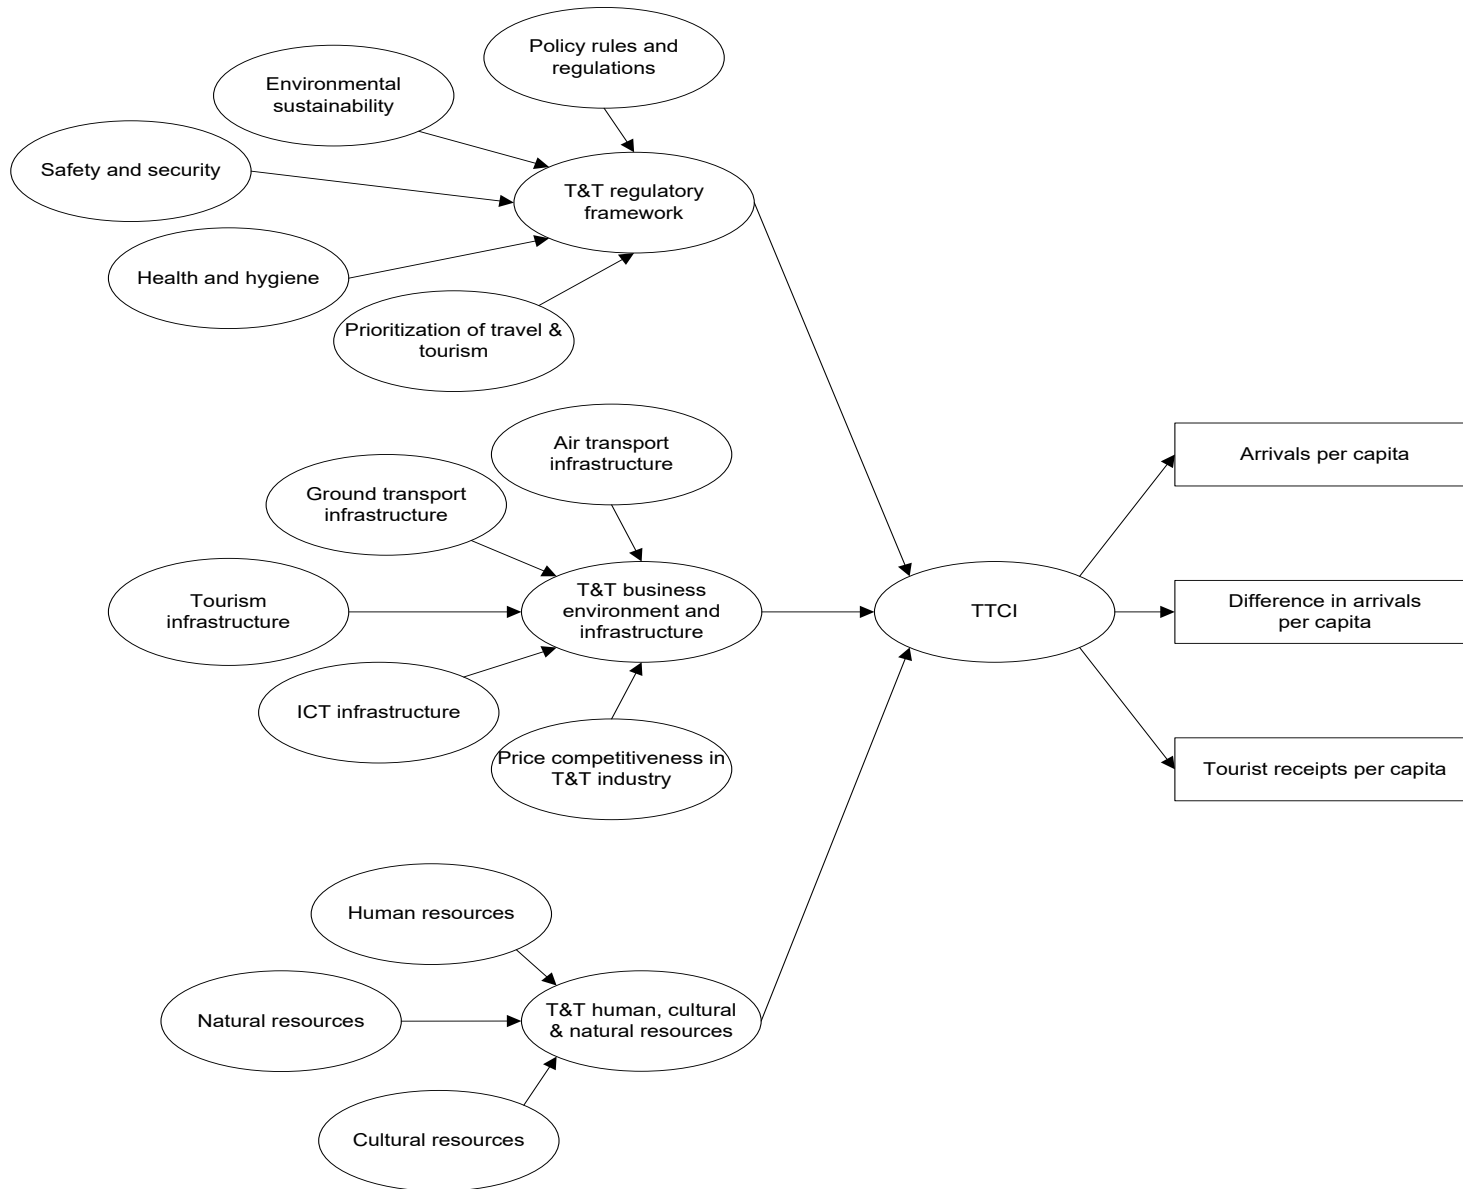 Policy rules and
regulations
Environmental
sustainability
Safety and security
T&T regulatory
framework
Health and hygiene
Prioritization of travel &
tourism
Air transport
infrastructure
Ground transport
infrastructure
Tourism
infrastructure
T&T business
environment and
infrastructure
ICT infrastructure
Price competitiveness in
T&T industry
Human resources
Natural resources
T&T human, cultural
& natural resources
Cultural resources
TTCI
Arrivals per capita
Difference in arrivals
per capita
Tourist receipts per capita